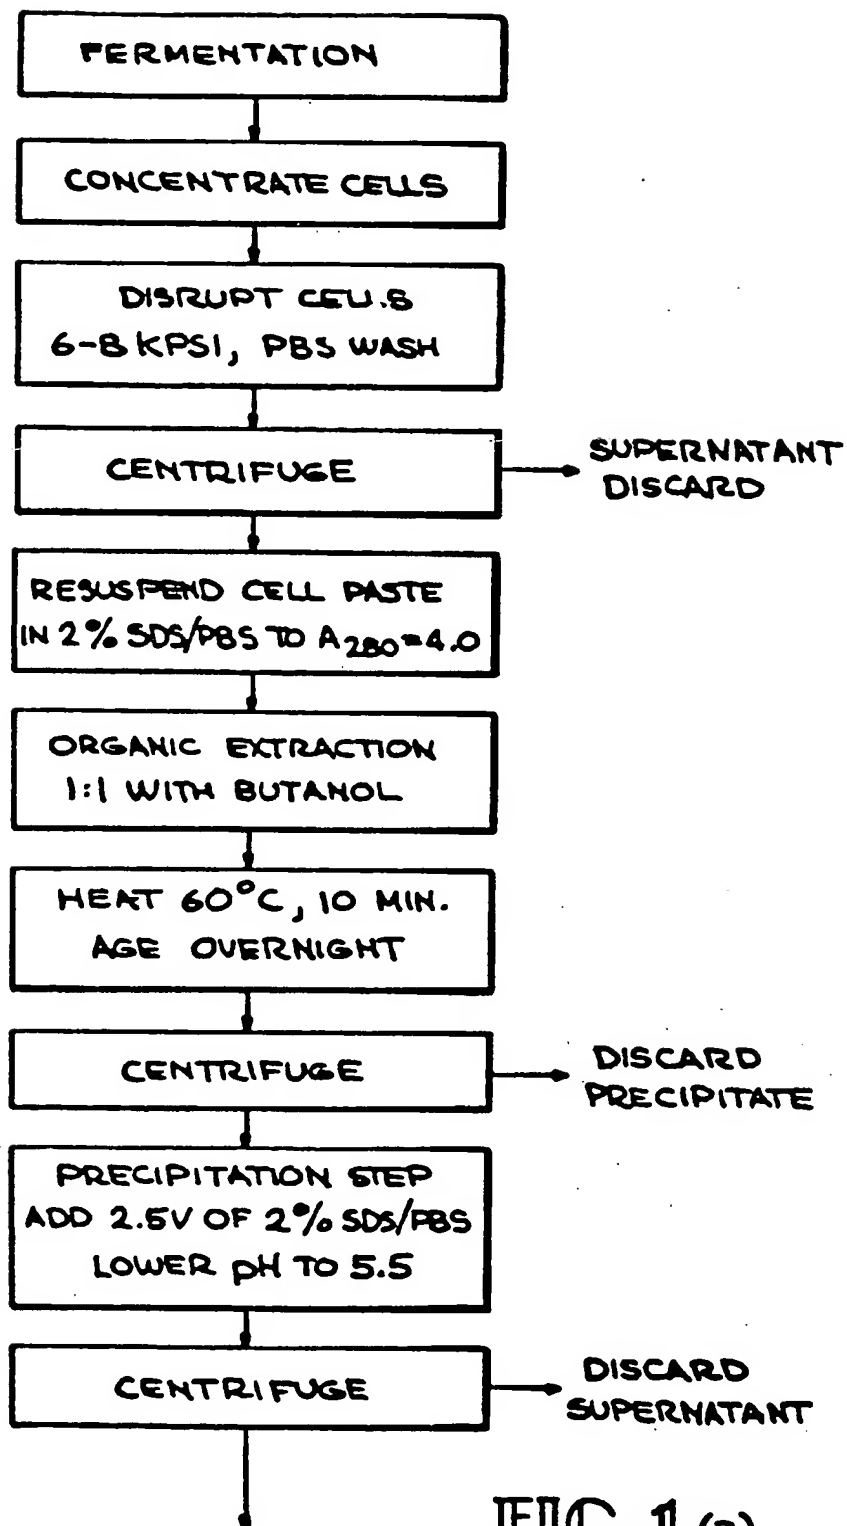 FERMENTATION
CONCENTRATE CELLS
DISRUPT CELLS
6-8 KPSI, PBS WASH
CENTRIFUGE
SUPERNATANT
DISCARD
RESUSPEND CELL PASTE
IN 2% SDS/PBS TO A280=4.0
ORGANIC EXTRACTION
1:1 WITH BUTANOL
HEAT 60°C, 10 MIN.
AGE OVERNIGHT
CENTRIFUGE
DISCARD
PRECIPITATE
PRECIPITATION STEP
ADD 2.5V OF 2% SDS/PBS
LOWER pH TO 5.5
CENTRIFUGE
DISCARD
SUPERNATANT